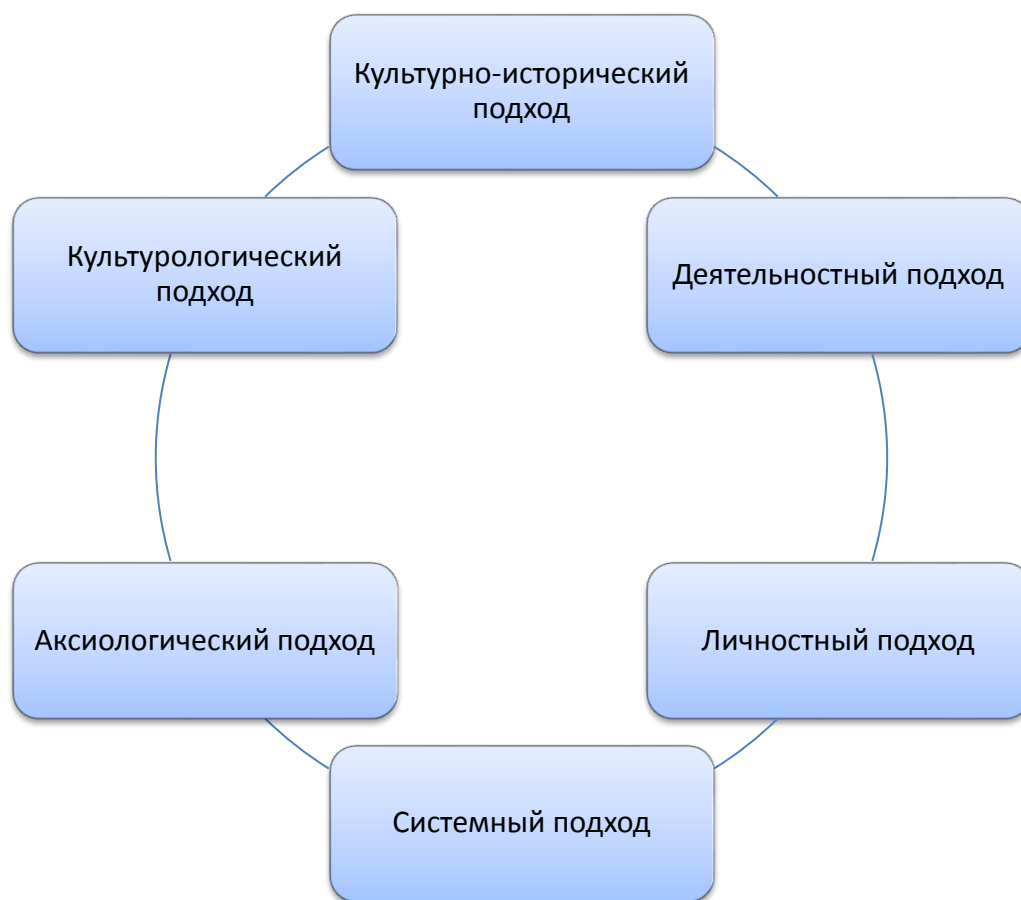 Культурно-исторический
подход
Культурологический
подход
Деятельностный подход
Аксиологический подход
Личностный подход
Системный подход